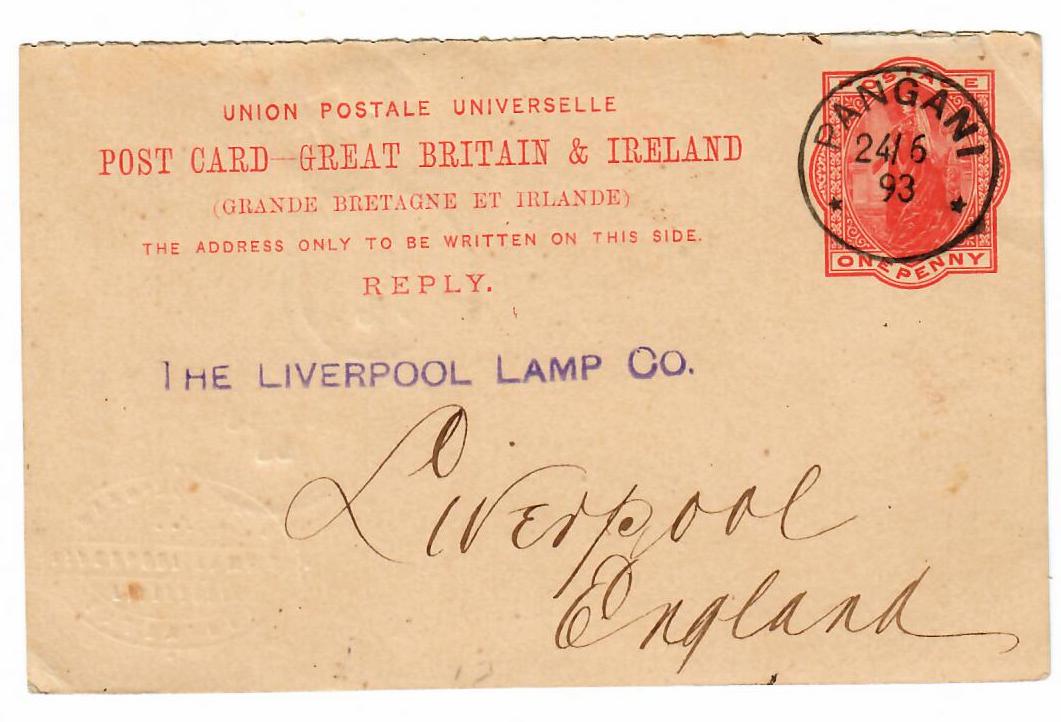 UNION POSTALE UNIVERSELLE
POST CARD—GREAT BRITAIN & IRELAND
(GRANDE BRETAGNE ET IRLANDE)
THE ADDRESS ONLY TO BE WRITTEN ON THIS SIDE.
REPLY.
POSTAGE
ONE PENNY
PANGANI
24/6
93
THE LIVERPOOL LAMP CO.
Liverpool
England